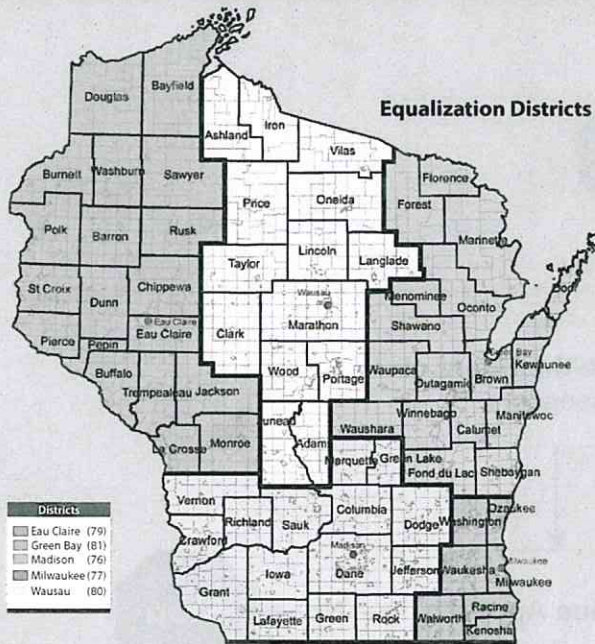 Equalization Districts
Douglas
Bayfield
Ashland
Iron
Vilas
Burnett
Washburn
Sawyer
Price
Oneida
Forest
Florence
Marinette
Polk
Barron
Rusk
Taylor
Lincoln
Langlade
St Croix
Dunn
Chippewa
Eau Claire
Eau Claire
Pierce
Pepin
Clark
Wausau
Marathon
Menominee
Shawano
Oconto
Door
Buffalo
Trempealeau
Jackson
Wood
Portage
Waupaca
Outagamie
Green Bay
Brown
Kewaunee
La Crosse
Monroe
Juneau
Adams
Waushara
Winnebago
Calumet
Manitowoc
Marquette
Green Lake
Fond du Lac
Sheboygan
Vernon
Crawford
Richland
Sauk
Columbia
Dodge
Washington
Ozaukee
Grant
Iowa
Madison
Dane
Jefferson
Waukesha
Milwaukee
Milwaukee
Lafayette
Green
Rock
Walworth
Racine
Kenosha
Districts
Eau Claire (79)
Green Bay (81)
Madison (76)
Milwaukee (77)
Wausau (80)